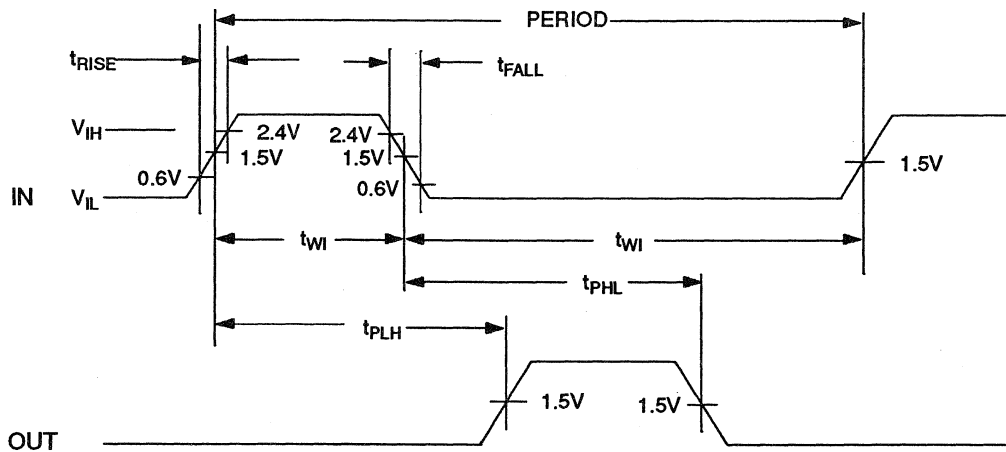 PERIOD
tRISE
tFALL
VIH
2.4V
2.4V
1.5V
1.5V
1.5V
0.6V
0.6V
IN
VIL
tWI
tWI
tPHL
tPLH
1.5V
1.5V
OUT